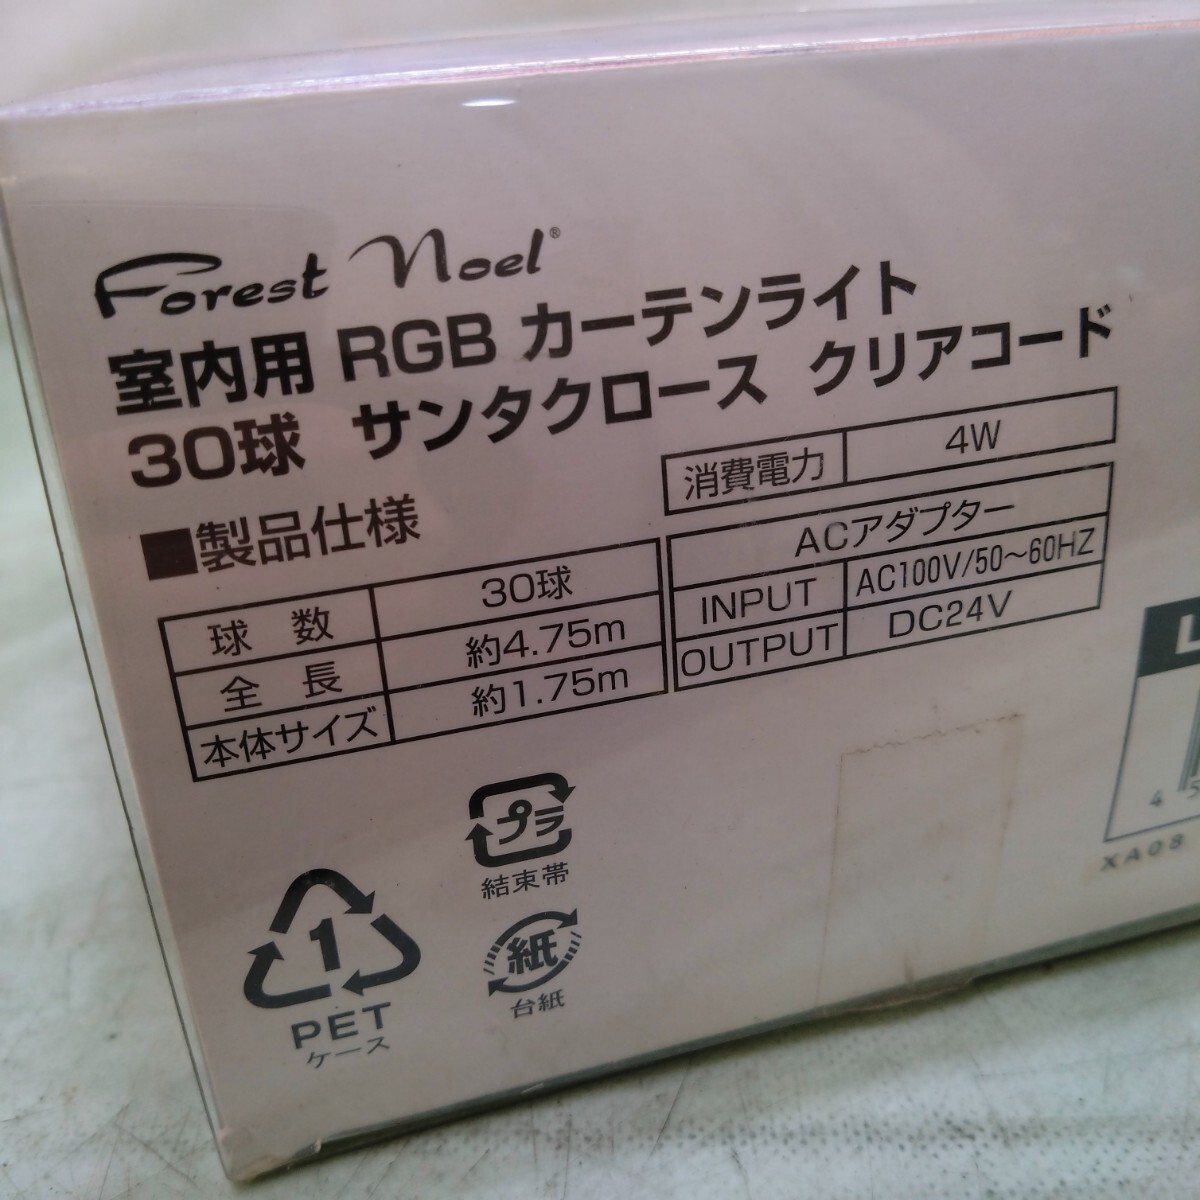 Forest Noel®
室内用 RGB カーテンライト
30球 サンタクロース クリアコード
■製品仕様
消費電力 4W
球数 30球
全長 約4.75m
本体サイズ 約1.75m
ACアダプター
INPUT AC100V/50〜60HZ
OUTPUT DC24V
プラ
結束帯
1
PET
ケース
紙
台紙
L
4 5
XA08